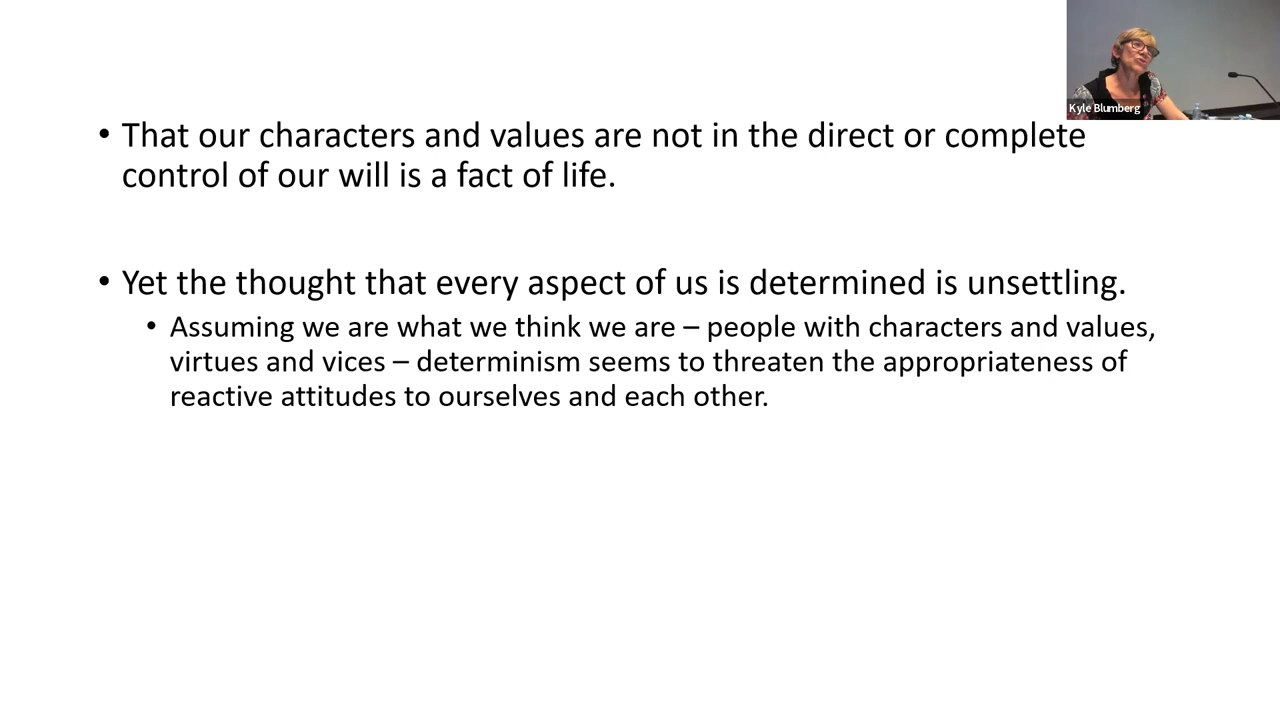 Kyle Blumberg
• That our characters and values are not in the direct or complete
control of our will is a fact of life.
• Yet the thought that every aspect of us is determined is unsettling.
• Assuming we are what we think we are – people with characters and values,
virtues and vices – determinism seems to threaten the appropriateness of
reactive attitudes to ourselves and each other.